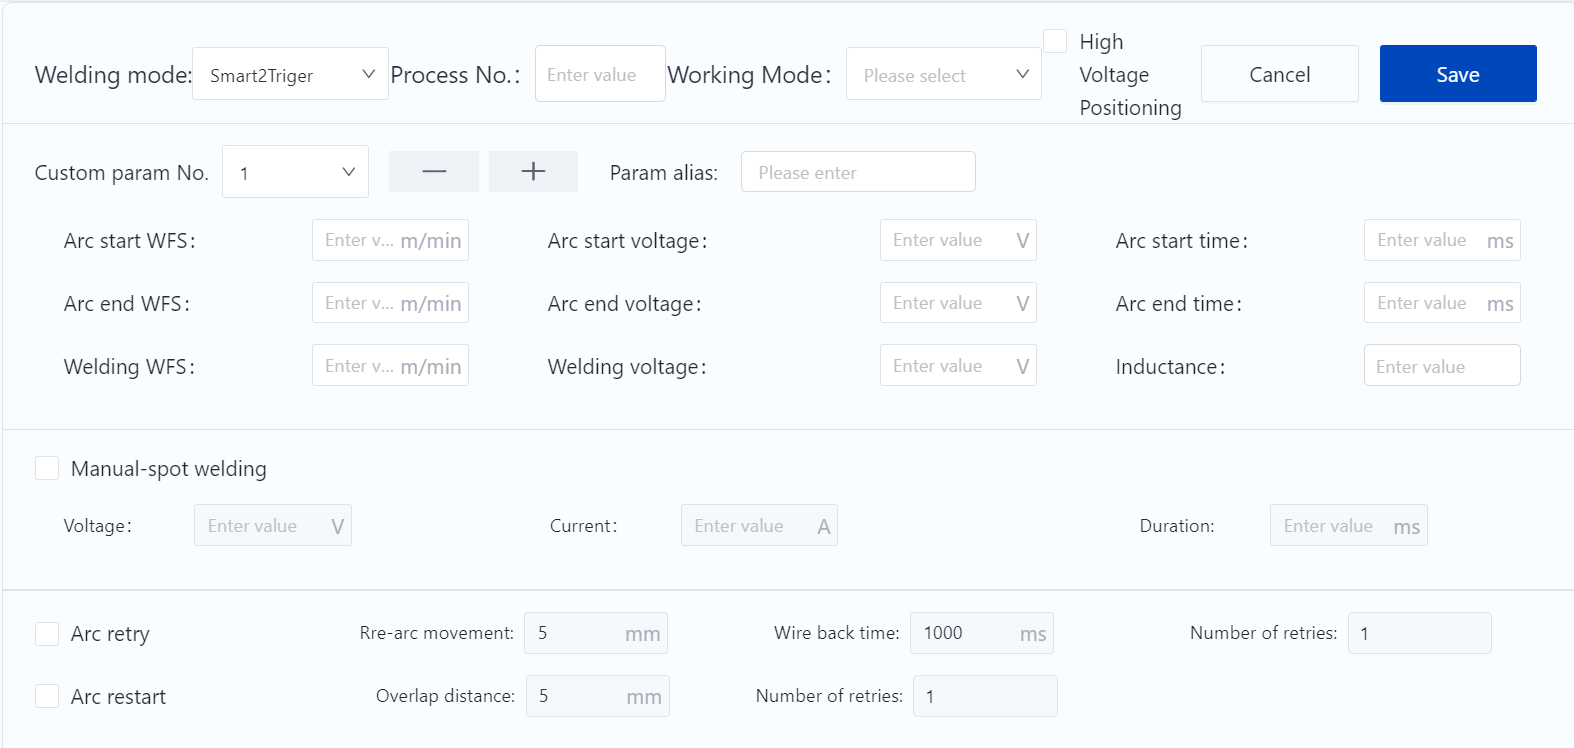 Welding mode: Smart2Triger Process No.: Enter value Working Mode: Please select High Voltage Positioning Cancel Save
Custom param No. 1 — + Param alias: Please enter
Arc start WFS: Enter v... m/min Arc start voltage: Enter value V Arc start time: Enter value ms
Arc end WFS: Enter v... m/min Arc end voltage: Enter value V Arc end time: Enter value ms
Welding WFS: Enter v... m/min Welding voltage: Enter value V Inductance: Enter value
Manual-spot welding
Voltage: Enter value V Current: Enter value A Duration: Enter value ms
Arc retry Rre-arc movement: 5 mm Wire back time: 1000 ms Number of retries: 1
Arc restart Overlap distance: 5 mm Number of retries: 1